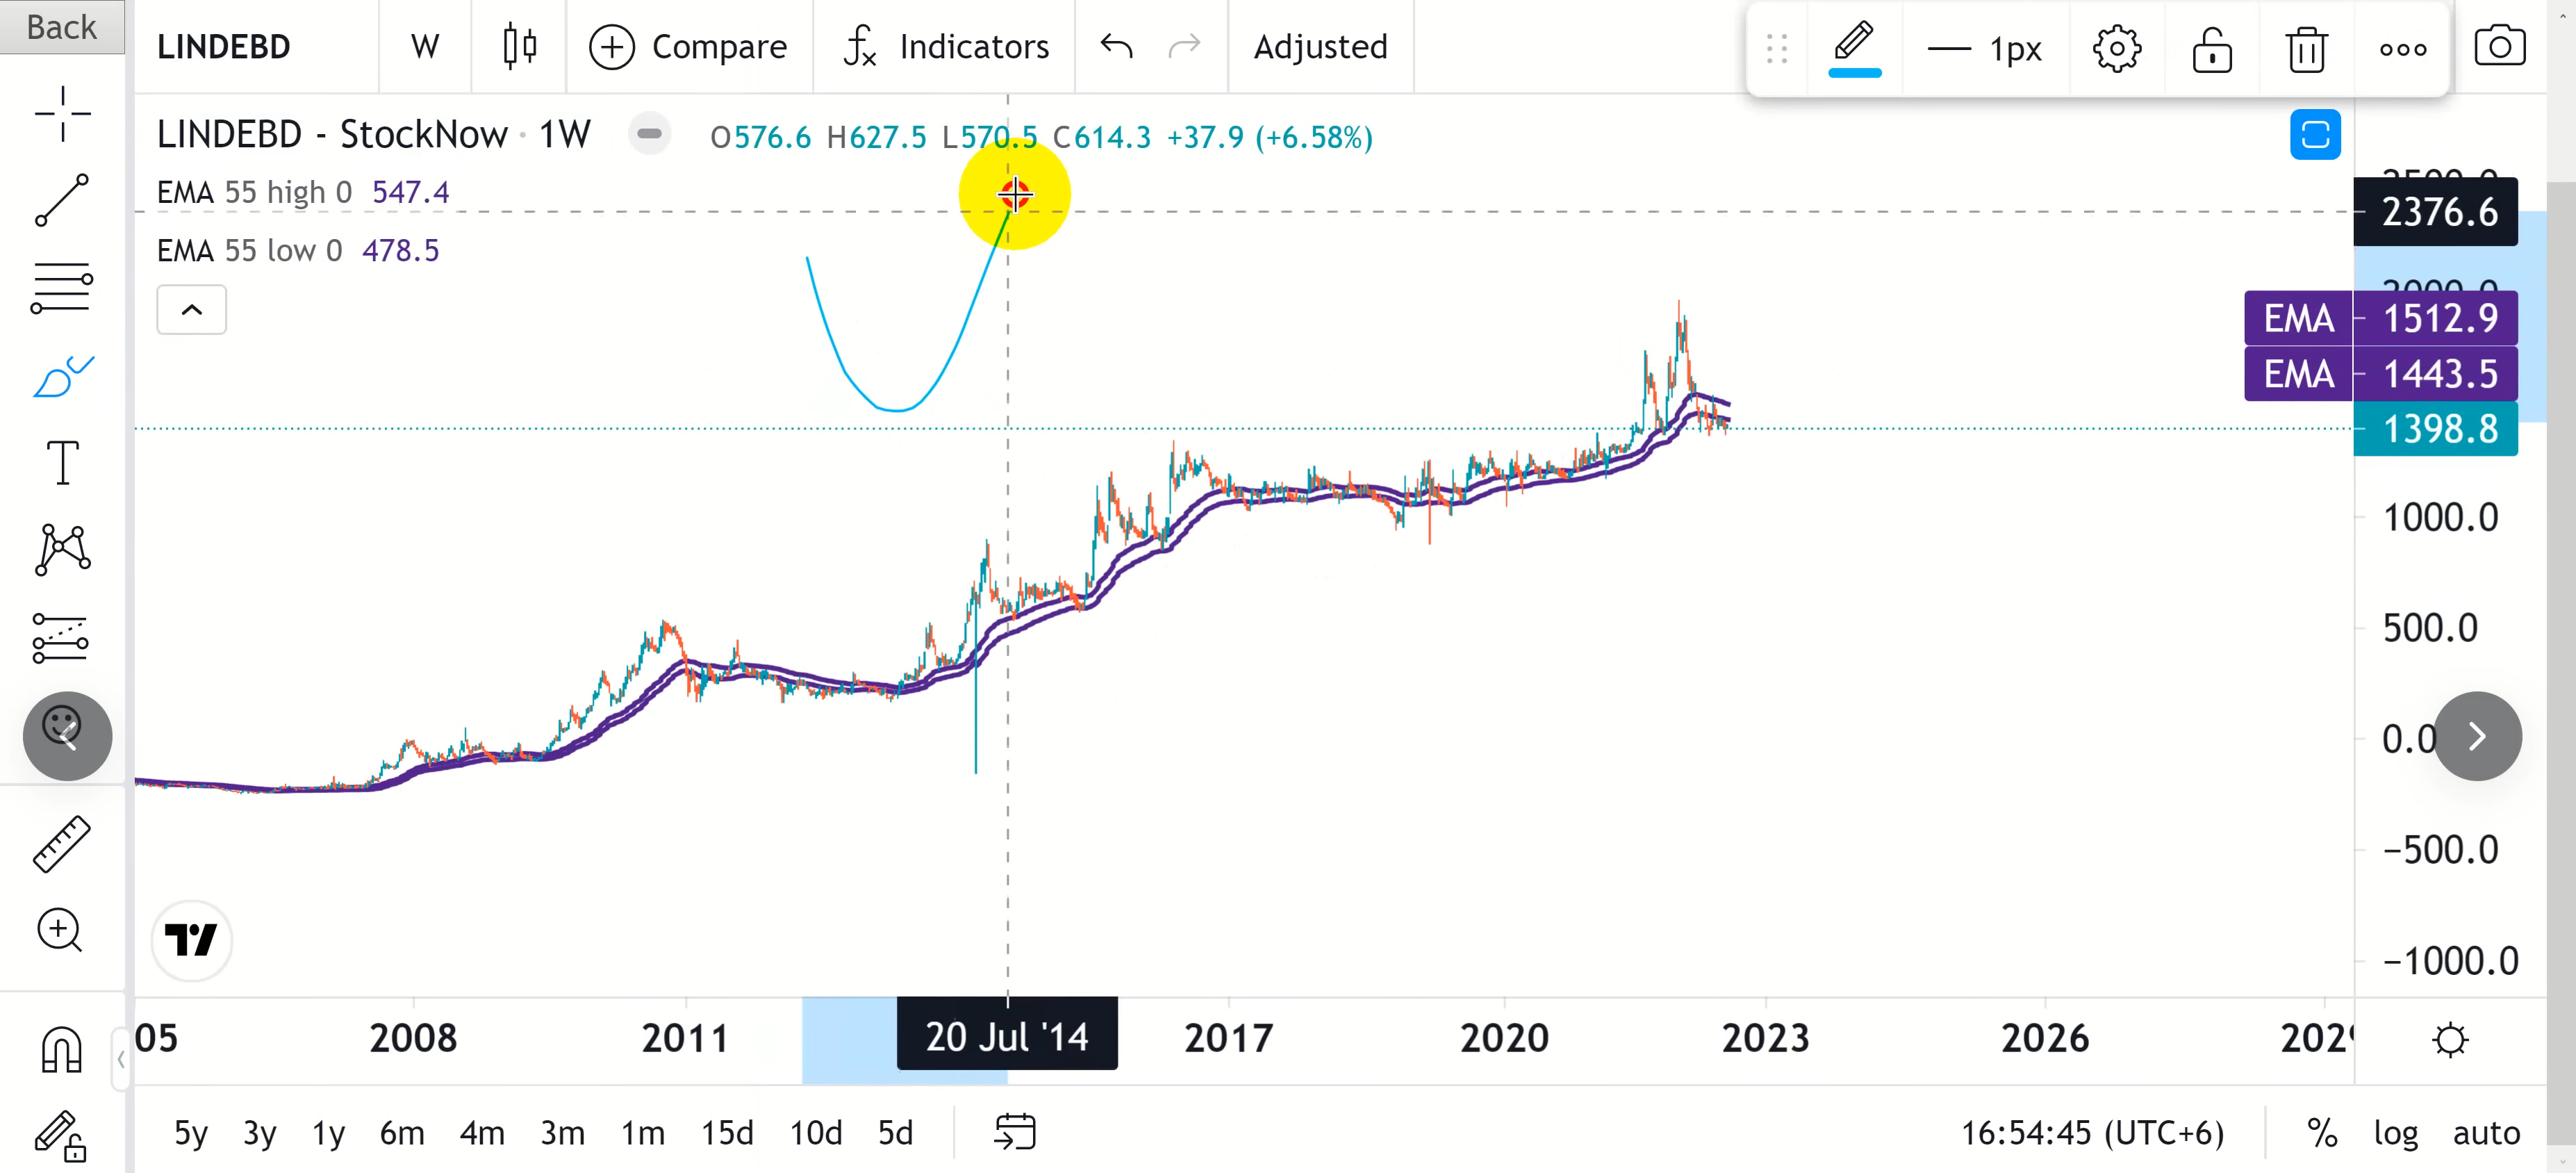 Back
LINDEBD W Compare fx Indicators Adjusted 1px
LINDEBD - StockNow · 1W O576.6 H627.5 L570.5 C614.3 +37.9 (+6.58%)
EMA 55 high 0 547.4
2376.6
EMA 55 low 0 478.5
EMA 1512.9
EMA 1443.5
1398.8
T
1000.0
500.0
0.0
−500.0
−1000.0
05 2008 2011 20 Jul '14 2017 2020 2023 2026
5y 3y 1y 6m 4m 3m 1m 15d 10d 5d 16:54:45 (UTC+6) % log auto